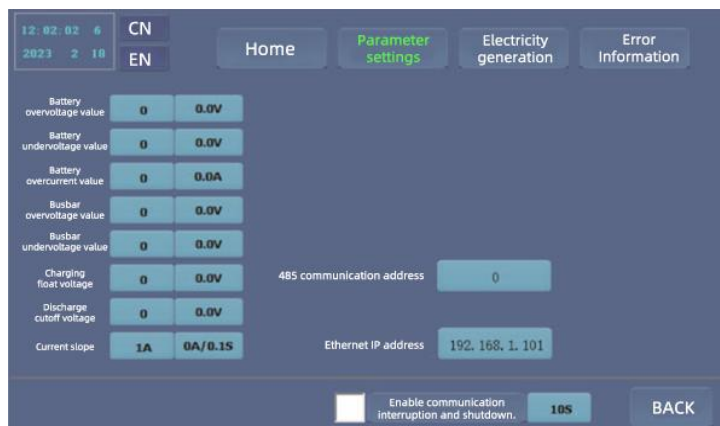 12:02:02 6
2023 2 10
CN
EN
Home
Parameter
settings
Electricity
generation
Error
Information
Battery
overvoltage value
0
0.0V
Battery
undervoltage value
0
0.0V
Battery
overcurrent value
0
0.0A
Busbar
overvoltage value
0
0.0V
Busbar
undervoltage value
0
0.0V
Charging
float voltage
0
0.0V
485 communication address
0
Discharge
cutoff voltage
0
0.0V
Current slope
1A
0A/0.1S
Ethernet IP address
192. 168. 1. 101
Enable communication
interruption and shutdown.
10S
BACK